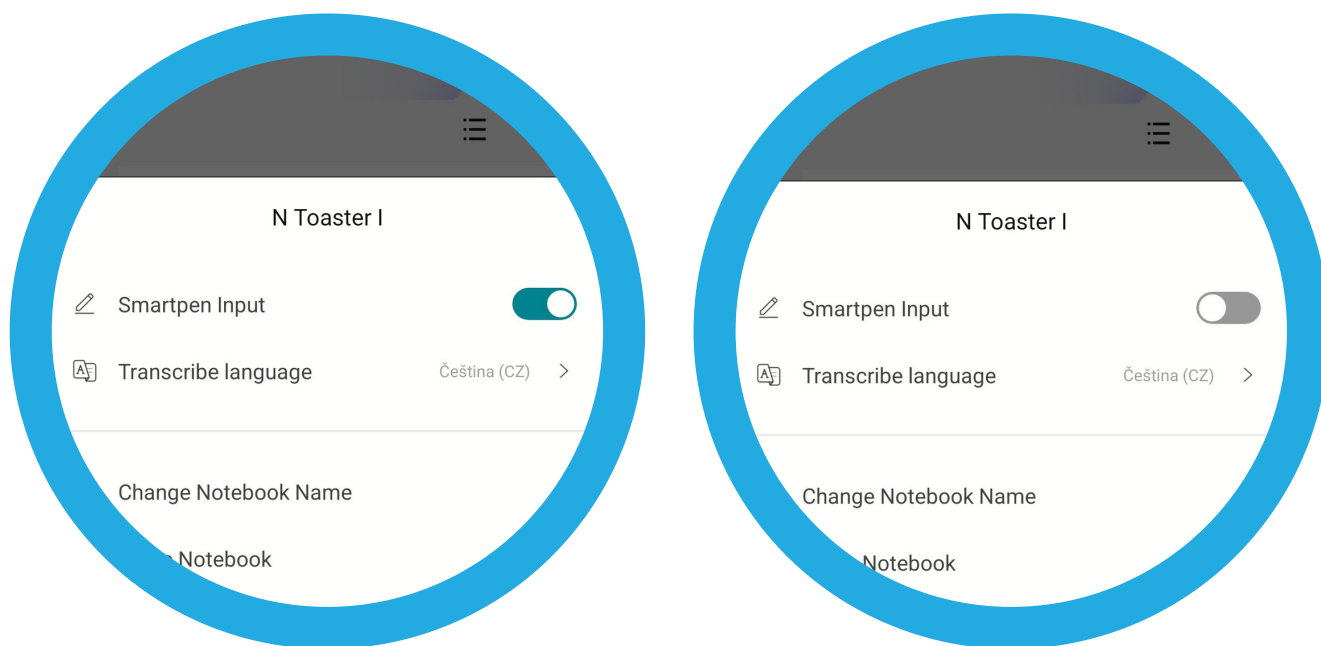 N Toaster I
Smartpen Input
Transcribe language Čeština (CZ)
Change Notebook Name
Notebook
N Toaster I
Smartpen Input
Transcribe language Čeština (CZ)
Change Notebook Name
Notebook